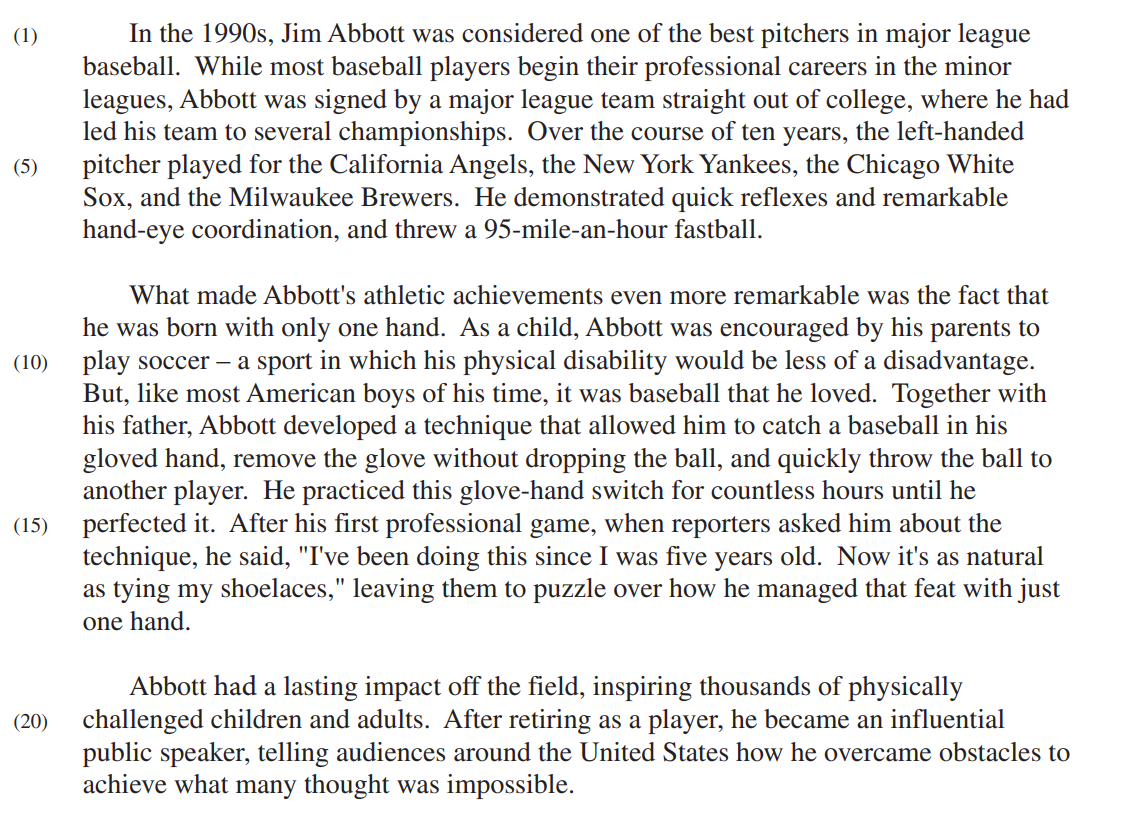 (1) In the 1990s, Jim Abbott was considered one of the best pitchers in major league
baseball.  While most baseball players begin their professional careers in the minor
leagues, Abbott was signed by a major league team straight out of college, where he had
led his team to several championships.  Over the course of ten years, the left-handed
(5) pitcher played for the California Angels, the New York Yankees, the Chicago White
Sox, and the Milwaukee Brewers.  He demonstrated quick reflexes and remarkable
hand-eye coordination, and threw a 95-mile-an-hour fastball.
What made Abbott's athletic achievements even more remarkable was the fact that
he was born with only one hand.  As a child, Abbott was encouraged by his parents to
(10) play soccer – a sport in which his physical disability would be less of a disadvantage.
But, like most American boys of his time, it was baseball that he loved.  Together with
his father, Abbott developed a technique that allowed him to catch a baseball in his
gloved hand, remove the glove without dropping the ball, and quickly throw the ball to
another player.  He practiced this glove-hand switch for countless hours until he
(15) perfected it.  After his first professional game, when reporters asked him about the
technique, he said, "I've been doing this since I was five years old.  Now it's as natural
as tying my shoelaces," leaving them to puzzle over how he managed that feat with just
one hand.
Abbott had a lasting impact off the field, inspiring thousands of physically
(20) challenged children and adults.  After retiring as a player, he became an influential
public speaker, telling audiences around the United States how he overcame obstacles to
achieve what many thought was impossible.